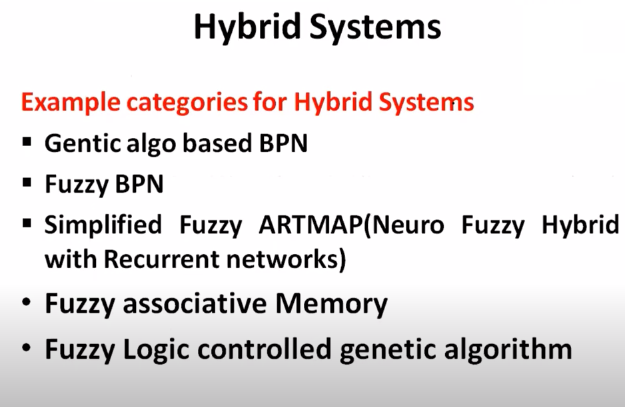 Hybrid Systems
Example categories for Hybrid Systems
▪ Gentic algo based BPN
▪ Fuzzy BPN
▪ Simplified Fuzzy ARTMAP(Neuro Fuzzy Hybrid
with Recurrent networks)
• Fuzzy associative Memory
• Fuzzy Logic controlled genetic algorithm